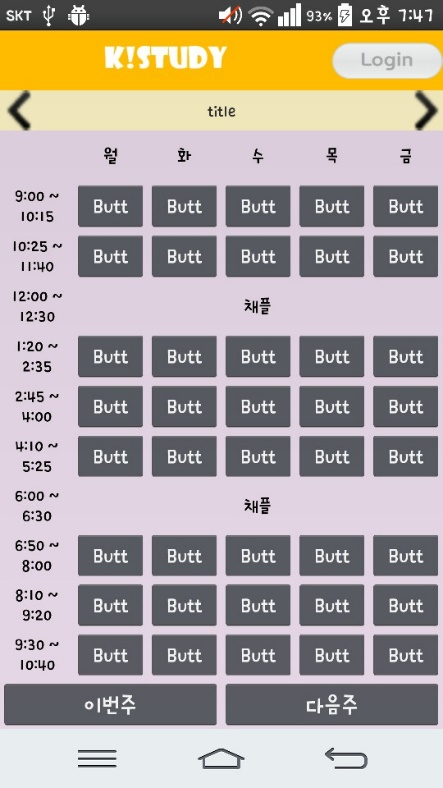 SKT 93% 오후 7:47
K!STUDY Login
title
월 화 수 목 금
9:00 ~
10:15
Butt Butt Butt Butt Butt
10:25 ~
11:40
Butt Butt Butt Butt Butt
12:00 ~
12:30
채플
1:20 ~
2:35
Butt Butt Butt Butt Butt
2:45 ~
4:00
Butt Butt Butt Butt Butt
4:10 ~
5:25
Butt Butt Butt Butt Butt
6:00 ~
6:30
채플
6:50 ~
8:00
Butt Butt Butt Butt Butt
8:10 ~
9:20
Butt Butt Butt Butt Butt
9:30 ~
10:40
Butt Butt Butt Butt Butt
이번주 다음주